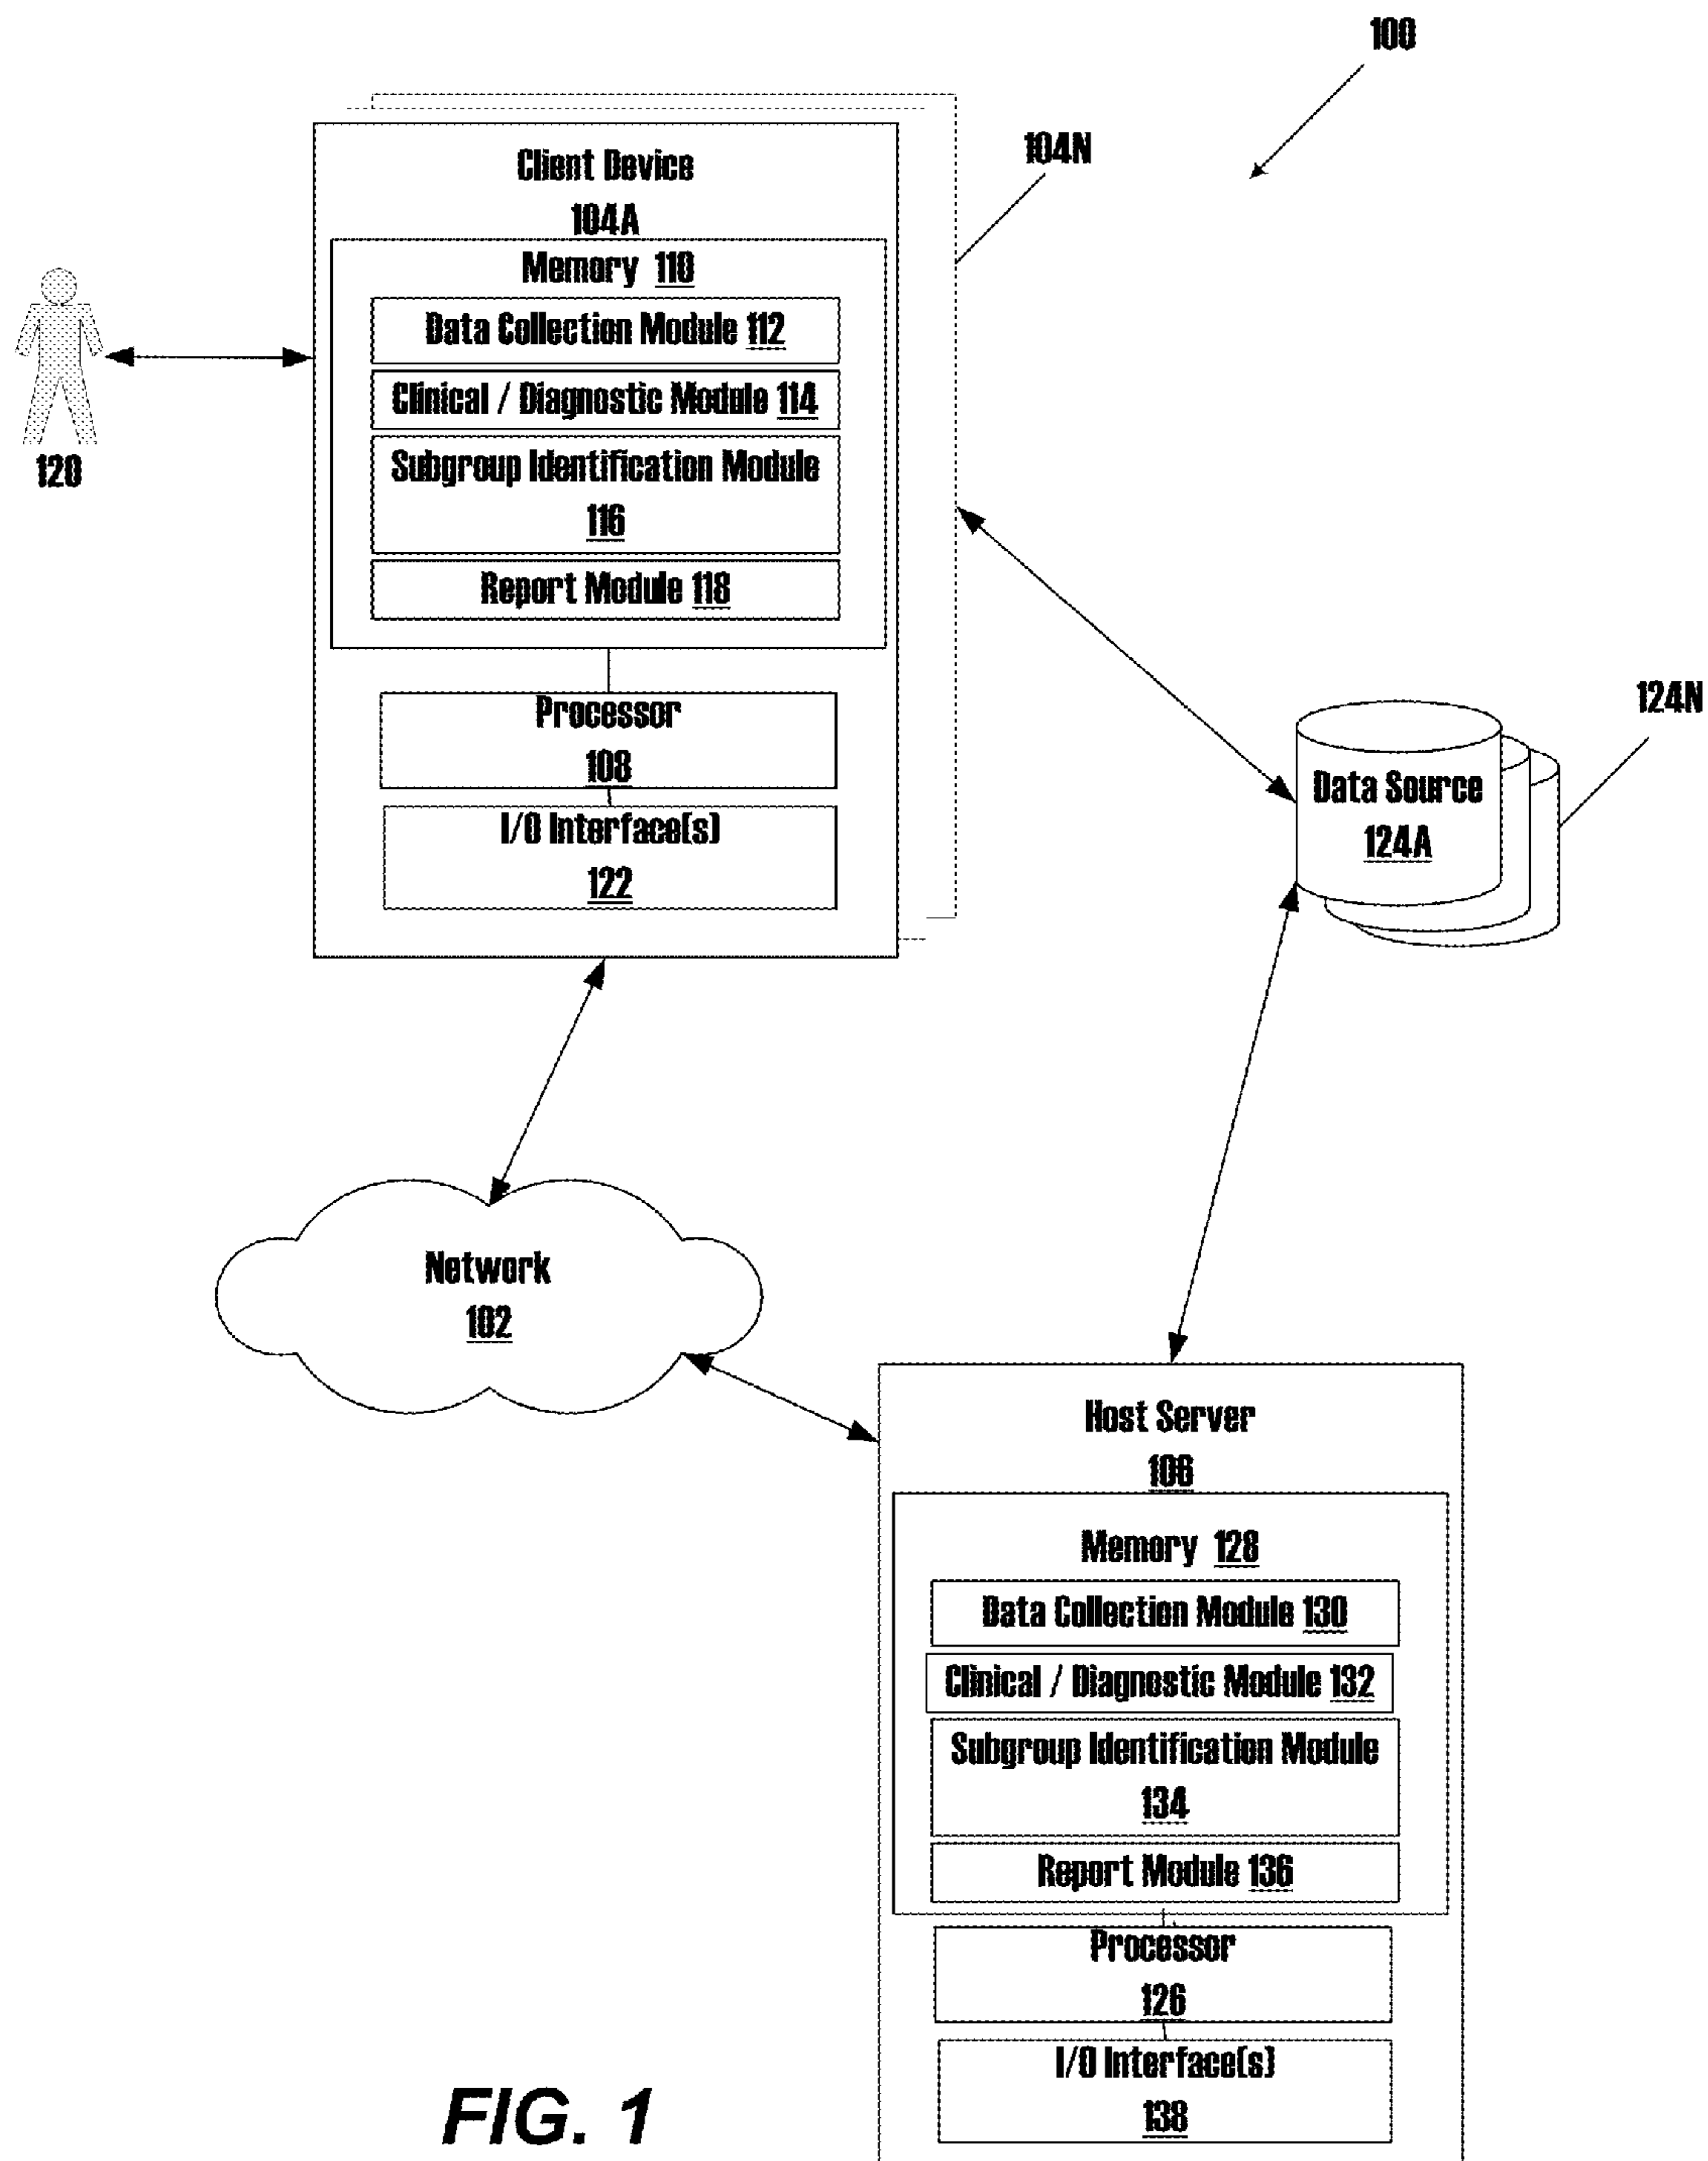 100
104N
Client Device
104A
Memory 110
Data Collection Module 112
Clinical / Diagnostic Module 114
Subgroup Identification Module
116
Report Module 118
120
Processor
108
I/O Interface(s)
122
124N
Data Source
124A
Network
102
Host Server
106
Memory 128
Data Collection Module 130
Clinical / Diagnostic Module 132
Subgroup Identification Module
134
Report Module 136
Processor
126
I/O Interface(s)
138
FIG. 1